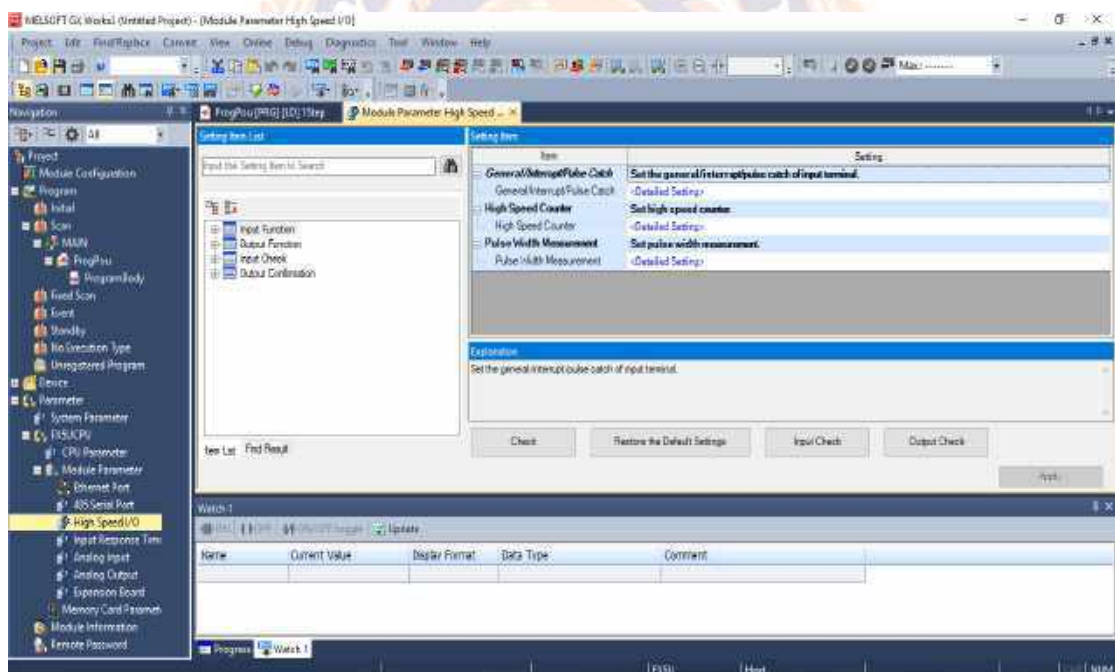 MELSOFT GX Works3 (Untitled Project) - [Module Parameter High Speed I/O]
Project Edit Find/Replace Convert View Online Debug Diagnostics Tool Window Help
Navigation
ProgPou [PRG] [LD] 1Step
Module Parameter High Speed ...
All
Project
Module Configuration
Program
Initial
Scan
MAIN
ProgPou
ProgramBody
Fixed Scan
Event
Standby
No Execution Type
Unregistered Program
Device
Parameter
System Parameter
FX5UCPU
CPU Parameter
Module Parameter
Ethernet Port
485 Serial Port
High Speed I/O
Input Response Time
Analog Input
Analog Output
Expansion Board
Memory Card Parameter
Module Information
Remote Password
Setting Item List
Input the Setting Item to Search
Input Function
Output Function
Input Check
Output Confirmation
Item List Find Result
Setting Item
Item Setting
General/Interrupt/Pulse Catch Set the general/interrupt/pulse catch of input terminal.
General/Interrupt/Pulse Catch <Detailed Setting>
High Speed Counter Set high speed counter.
High Speed Counter <Detailed Setting>
Pulse Width Measurement Set pulse width measurement.
Pulse Width Measurement <Detailed Setting>
Explanation
Set the general/interrupt/pulse catch of input terminal.
Check Restore the Default Settings Input Check Output Check
Apply
Watch 1
ON OFF ON/OFF toggle Update
Name Current Value Display Format Data Type Comment
Progress Watch 1
FX5U Host NUM